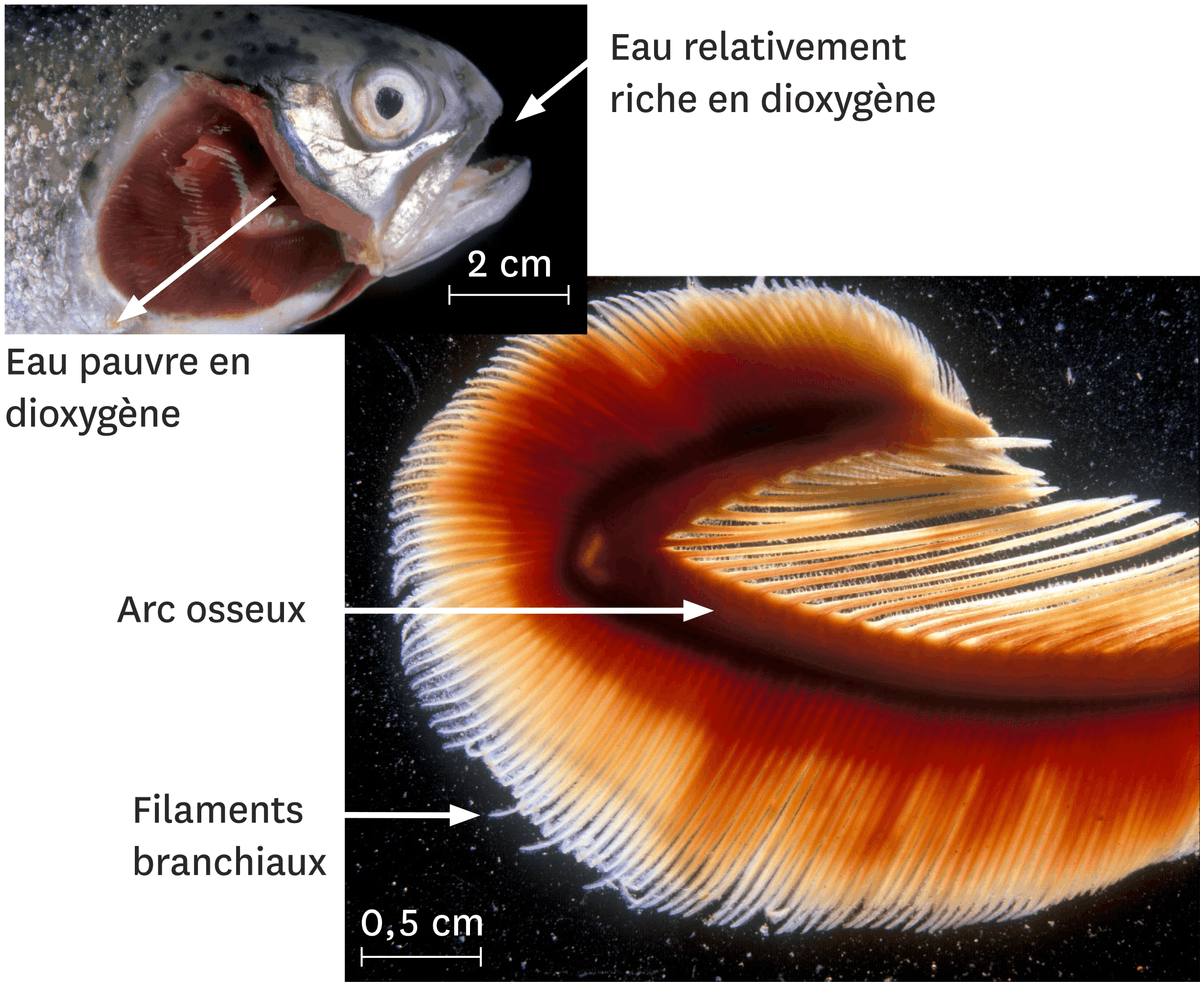 Eau relativement
riche en dioxygène
2 cm
Eau pauvre en
dioxygène
Arc osseux
Filaments
branchiaux
0,5 cm